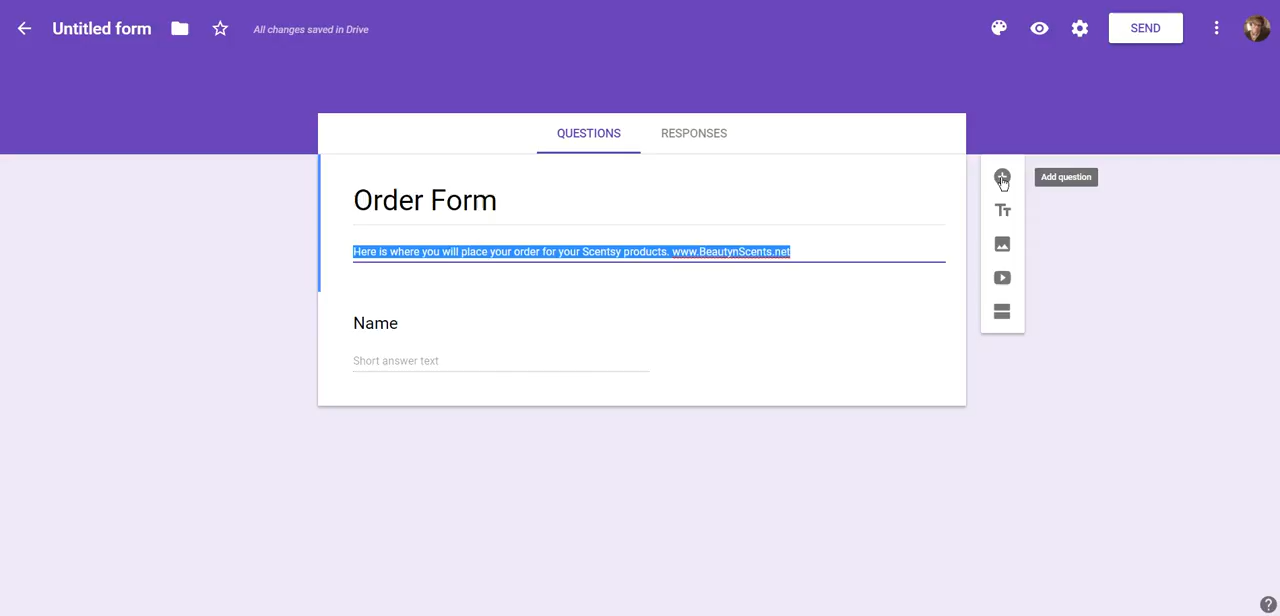 Untitled form
All changes saved in Drive
SEND
QUESTIONS
RESPONSES
Order Form
Add question
Here is where you will place your order for your Scentsy products. www.BeautynScents.net
Name
Short answer text